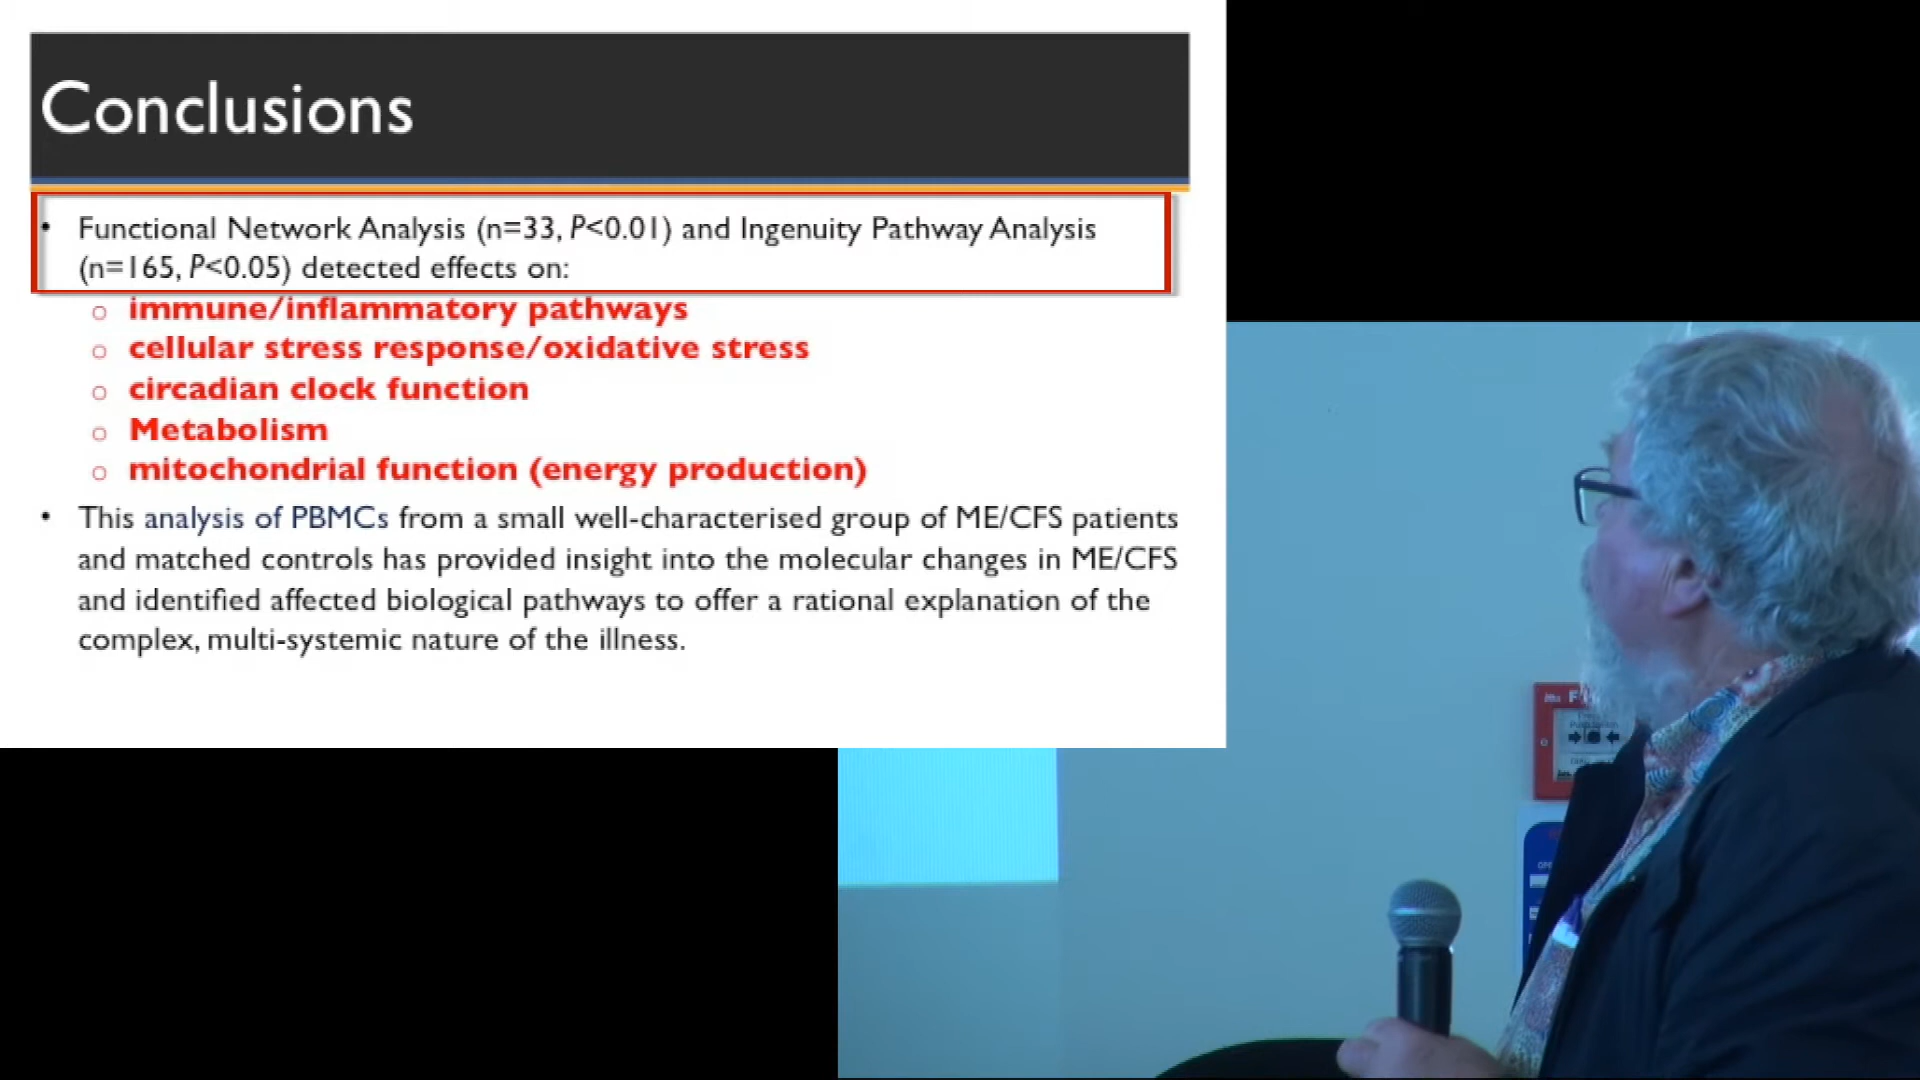 Conclusions
• Functional Network Analysis (n=33, P<0.01) and Ingenuity Pathway Analysis
(n=165, P<0.05) detected effects on:
o immune/inflammatory pathways
o cellular stress response/oxidative stress
o circadian clock function
o Metabolism
o mitochondrial function (energy production)
• This analysis of PBMCs from a small well-characterised group of ME/CFS patients
and matched controls has provided insight into the molecular changes in ME/CFS
and identified affected biological pathways to offer a rational explanation of the
complex, multi-systemic nature of the illness.